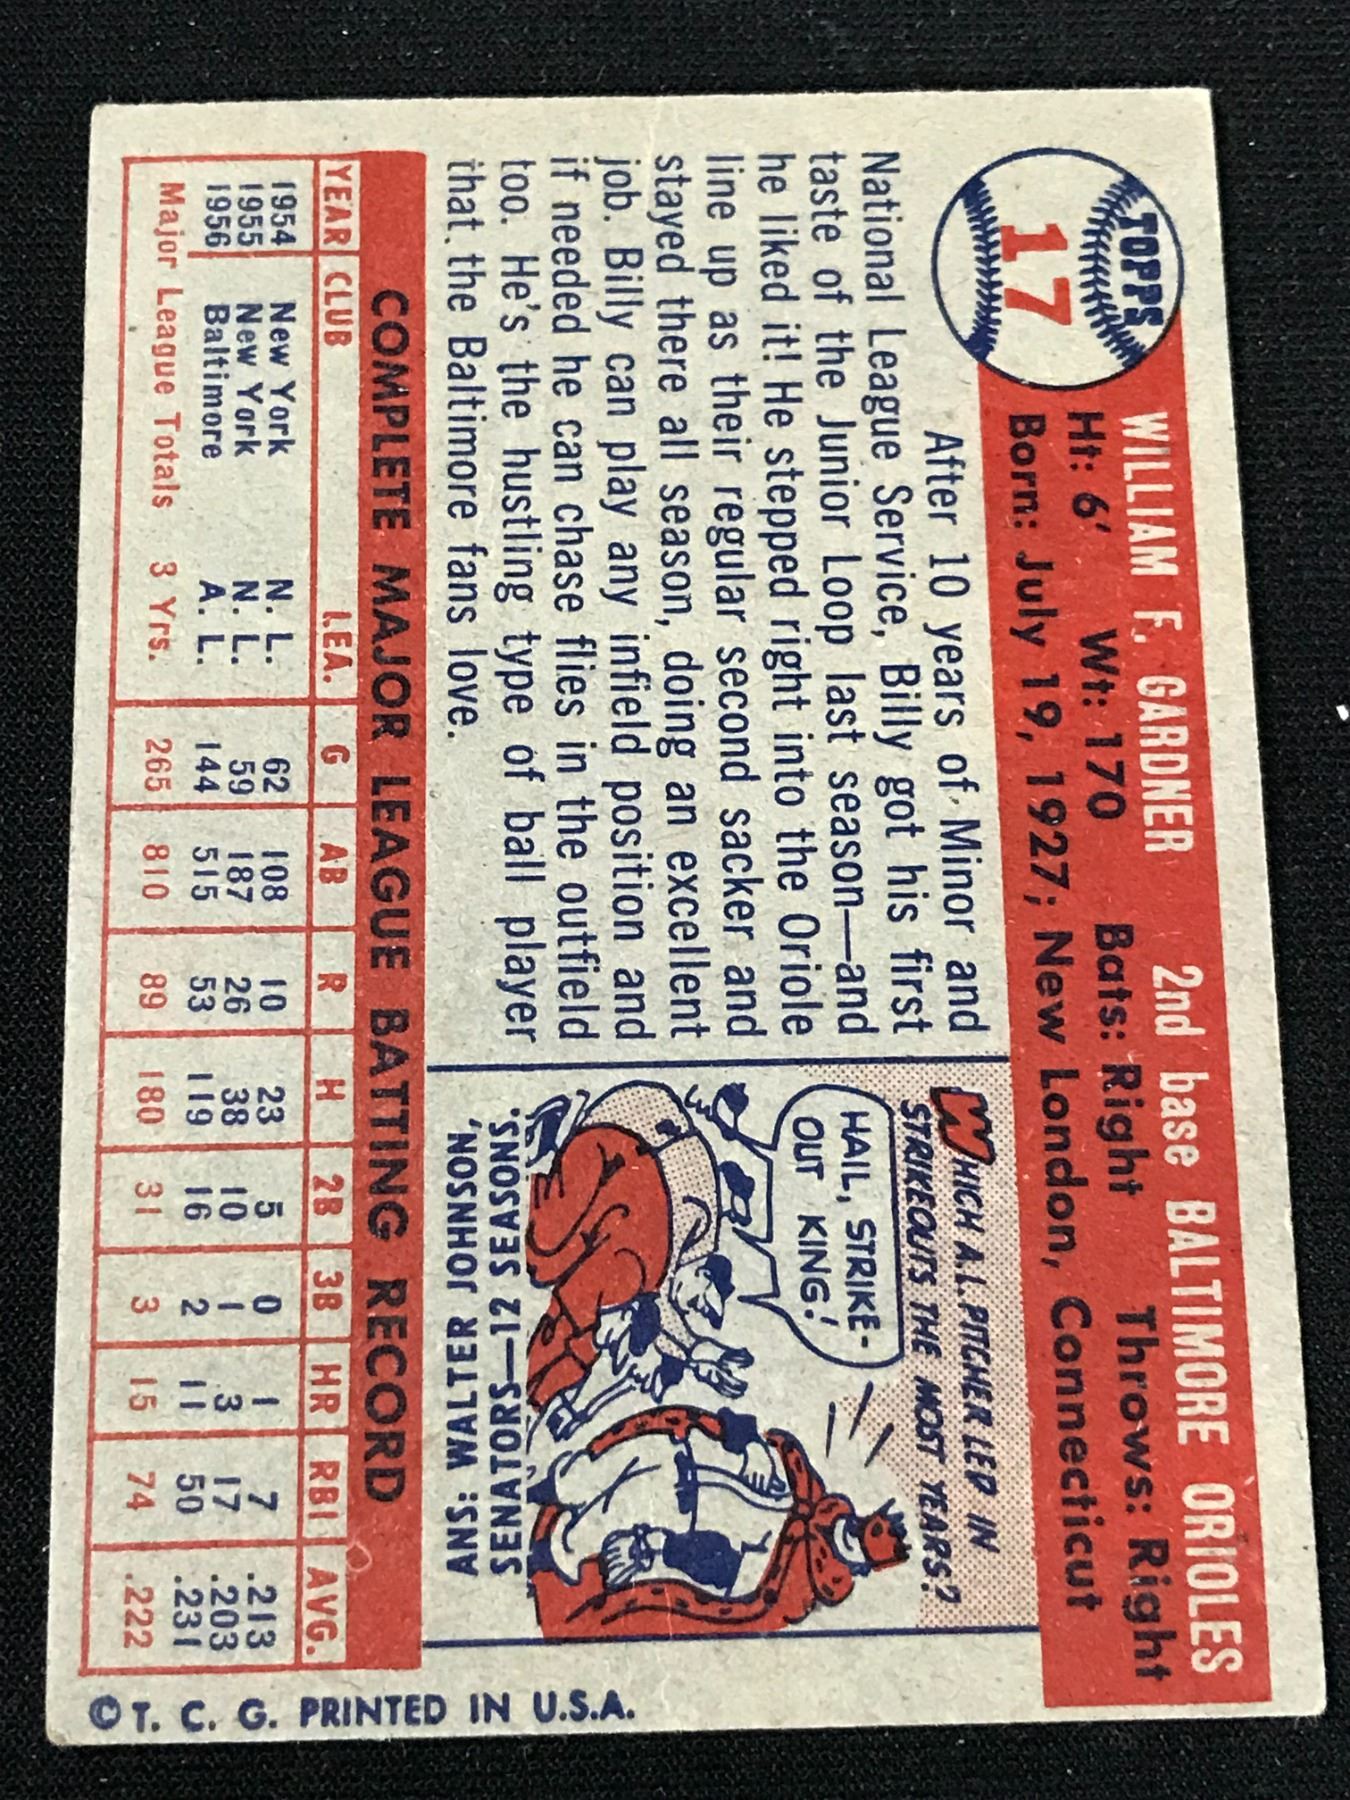 TOPPS
17
WILLIAM F. GARDNER 2nd base BALTIMORE ORIOLES
Ht: 6' Wt: 170 Bats: Right Throws: Right
Born: July 19, 1927; New London, Connecticut
After 10 years of Minor and
National League Service, Billy got his first
taste of the Junior Loop last season—and
he liked it! He stepped right into the Oriole
line up as their regular second sacker and
stayed there all season, doing an excellent
job. Billy can play any infield position and
if needed he can chase flies in the outfield
too. He's the hustling type of ball player
that the Baltimore fans love.
WHICH A.L. PITCHER LED IN
STRIKEOUTS THE MOST YEARS?
HAIL, STRIKE-
OUT KING!
ANS: WALTER JOHNSON,
SENATORS—12 SEASONS.
COMPLETE MAJOR LEAGUE BATTING RECORD
YEAR CLUB LEA. G AB R H 2B 3B HR RBI AVG.
1954 New York N. L. 62 108 10 23 5 0 1 7 .213
1955 New York N. L. 59 187 26 38 10 1 3 17 .203
1956 Baltimore A. L. 144 515 53 119 16 2 11 50 .231
Major League Totals 3 Yrs. 265 810 89 180 31 3 15 74 .222
© T. C. G. PRINTED IN U.S.A.